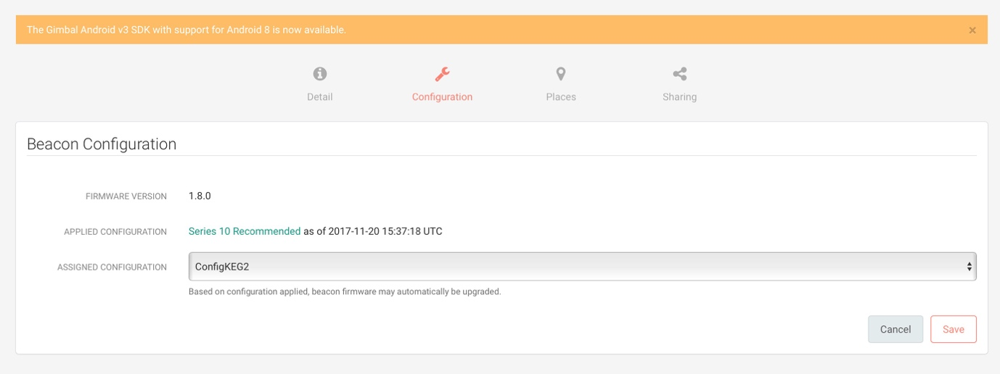 The Gimbal Android v3 SDK with support for Android 8 is now available. ×
Detail Configuration Places Sharing
Beacon Configuration
FIRMWARE VERSION 1.8.0
APPLIED CONFIGURATION Series 10 Recommended as of 2017-11-20 15:37:18 UTC
ASSIGNED CONFIGURATION ConfigKEG2
Based on configuration applied, beacon firmware may automatically be upgraded.
Cancel Save